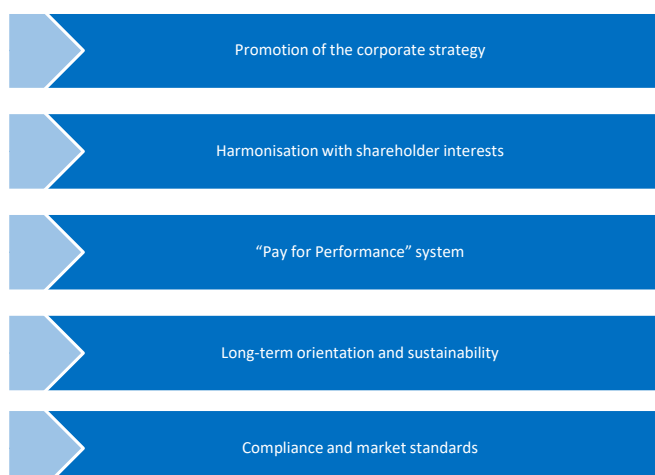 Promotion of the corporate strategy
Harmonisation with shareholder interests
“Pay for Performance” system
Long-term orientation and sustainability
Compliance and market standards